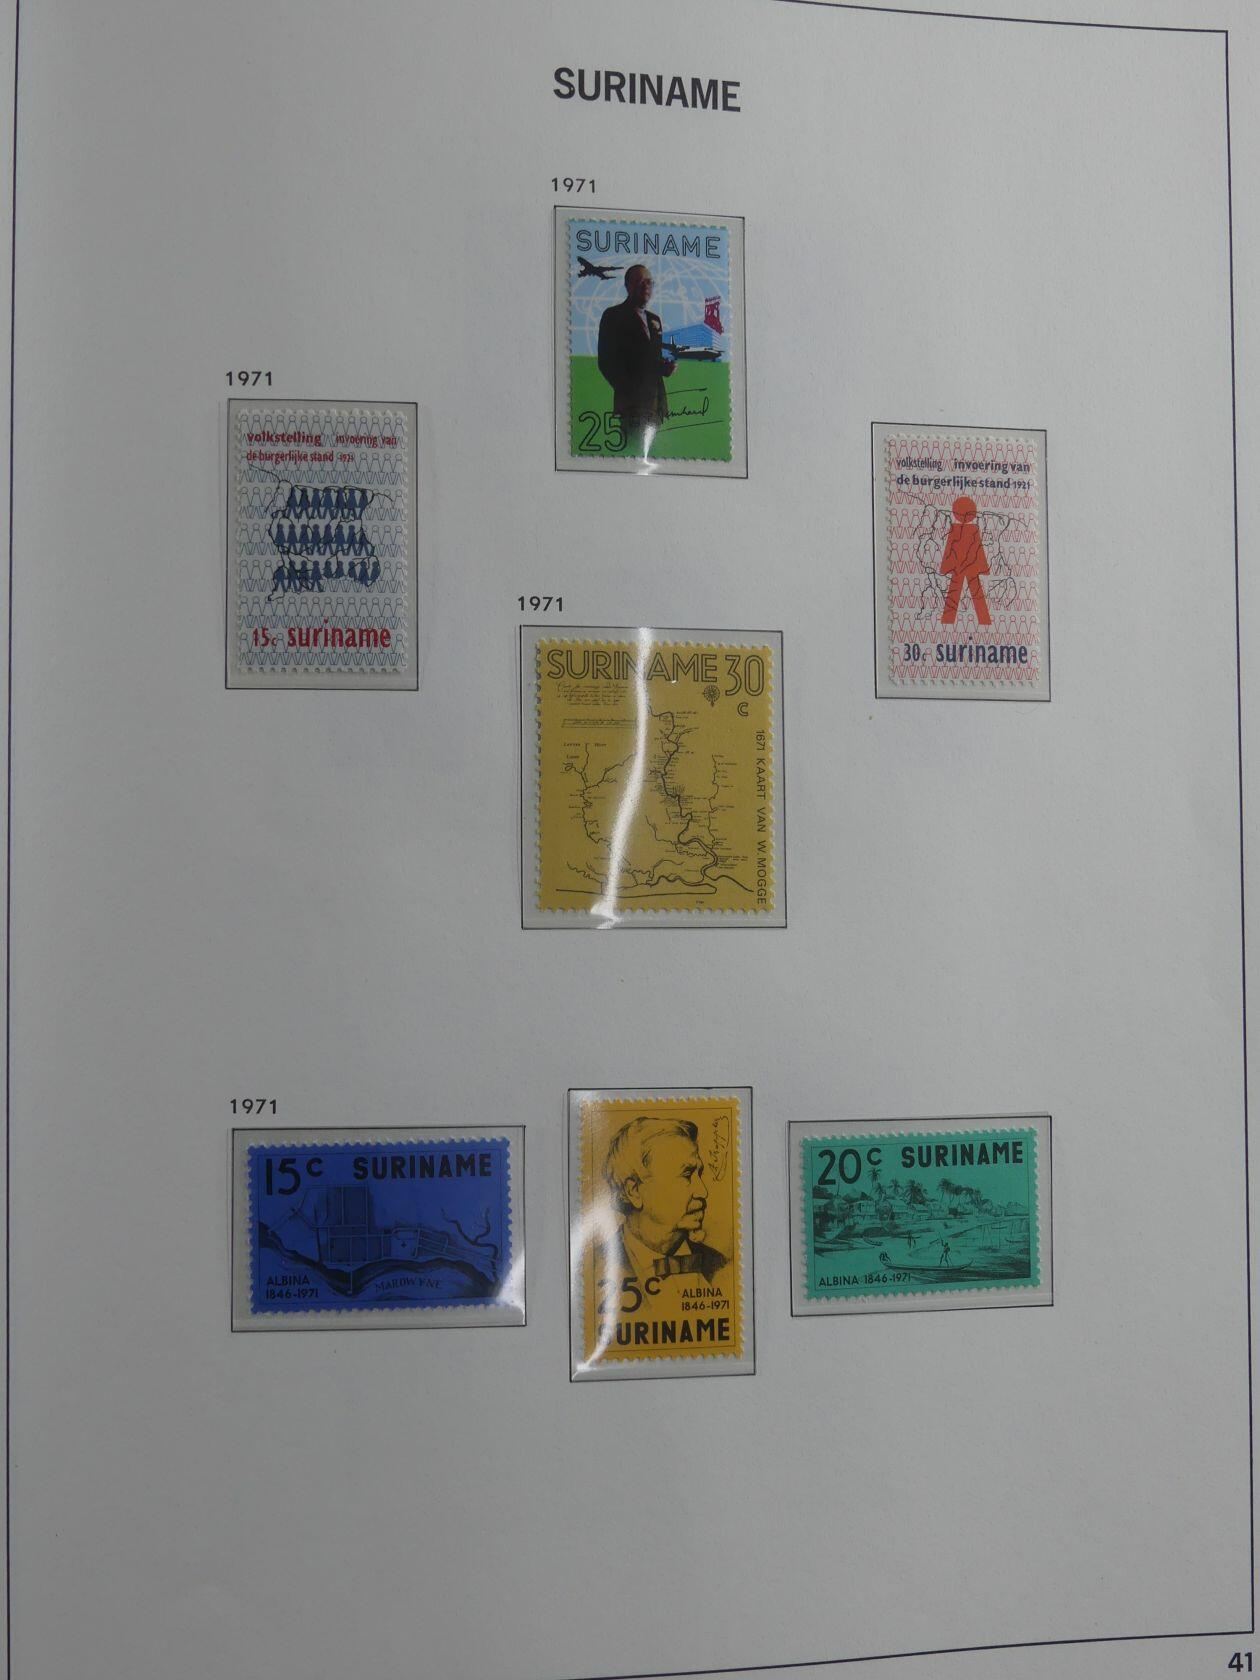 SURINAME
1971
SURINAME
25
1971
volkstelling invoering van
de burgerlijke stand 1921
15c suriname
volkstelling invoering van
de burgerlijke stand 1921
30c suriname
1971
SURINAME 30
c
1671 KAART VAN W. MOGGE
1971
15c SURINAME
ALBINA
1846-1971
MAROWYNE
25c
ALBINA
1846-1971
SURINAME
20c SURINAME
ALBINA 1846-1971
41